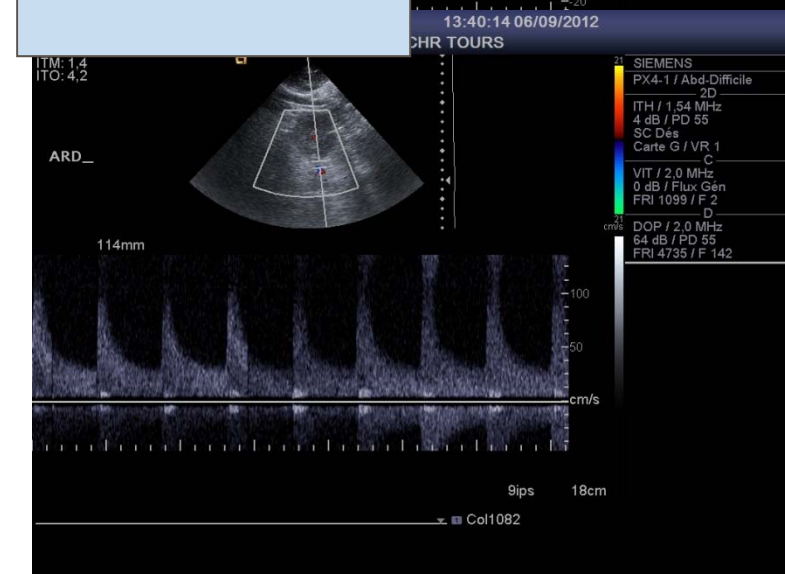 -20
13:40:14 06/09/2012
CHR TOURS
ITM: 1,4
ITO: 4,2
ARD_
114mm
21
21
cm/s
SIEMENS
PX4-1 / Abd-Difficile
2D
ITH / 1,54 MHz
4 dB / PD 55
SC Dés
Carte G / VR 1
C
VIT / 2,0 MHz
0 dB / Flux Gén
FRI 1099 / F 2
D
DOP / 2,0 MHz
64 dB / PD 55
FRI 4735 / F 142
100
50
cm/s
9ips 18cm
Col1082